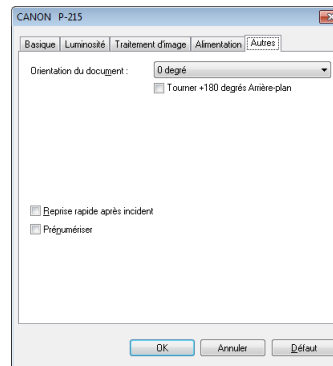 CANON P-215
Basique Luminosité Traitement d'image Alimentation Autres
Orientation du document : 0 degré
Tourner +180 degrés Arrière-plan
Reprise rapide après incident
Prénumériser
OK Annuler Défaut